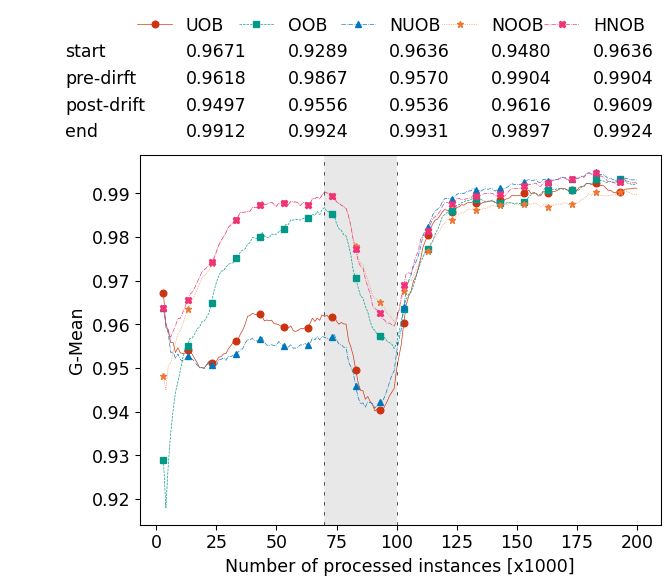 UOB OOB NUOB NOOB HNOB
start 0.9671 0.9289 0.9636 0.9480 0.9636
pre-dirft 0.9618 0.9867 0.9570 0.9904 0.9904
post-drift 0.9497 0.9556 0.9536 0.9616 0.9609
end 0.9912 0.9924 0.9931 0.9897 0.9924
0.99
0.98
0.97
0.96
0.95
0.94
0.93
0.92
G-Mean
0 25 50 75 100 125 150 175 200
Number of processed instances [x1000]